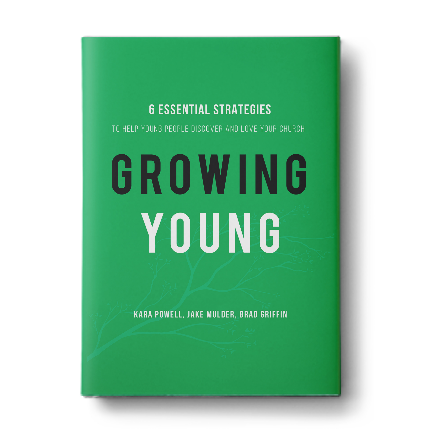 6 ESSENTIAL STRATEGIES
TO HELP YOUNG PEOPLE DISCOVER AND LOVE YOUR CHURCH
GROWING
YOUNG
KARA POWELL, JAKE MULDER, BRAD GRIFFIN